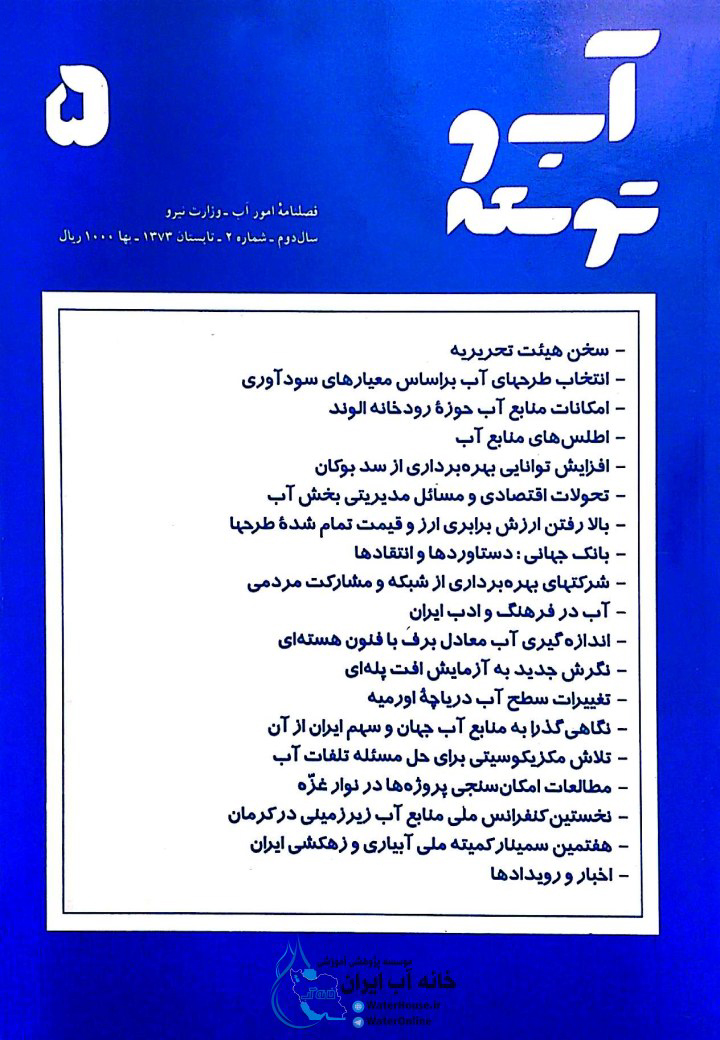 آب و
توسعه
۵
فصلنامهٔ امور آب ـ وزارت نیرو
سال دوم ـ شماره ۲ ـ تابستان ۱۳۷۳ ـ بها ۱۰۰۰ ریال
– سخن هیئت تحریریه
– انتخاب طرحهای آب براساس معیارهای سودآوری
– امکانات منابع آب حوزهٔ رودخانه الوند
– اطلس‌های منابع آب
– افزایش توانایی بهره‌برداری از سد بوکان
– تحولات اقتصادی و مسائل مدیریتی بخش آب
– بالا رفتن ارزش برابری ارز و قیمت تمام شدهٔ طرحها
– بانک جهانی : دستاوردها و انتقادها
– شرکتهای بهره‌برداری از شبکه و مشارکت مردمی
– آب در فرهنگ و ادب ایران
– اندازه‌گیری آب معادل برف با فنون هسته‌ای
– نگرش جدید به آزمایش افت پله‌ای
– تغییرات سطح آب دریاچهٔ اورمیه
– نگاهی گذرا به منابع آب جهان و سهم ایران از آن
– تلاش مکزیکوسیتی برای حل مسئله تلفات آب
– مطالعات امکان‌سنجی پروژه‌ها در نوار غزّه
– نخستین کنفرانس ملی منابع آب زیرزمینی در کرمان
– هفتمین سمینار کمیته ملی آبیاری و زهکشی ایران
– اخبار و رویدادها
موسسه پژوهشی آموزشی
خانه آب ایران
WaterHouse.ir
WaterOnline